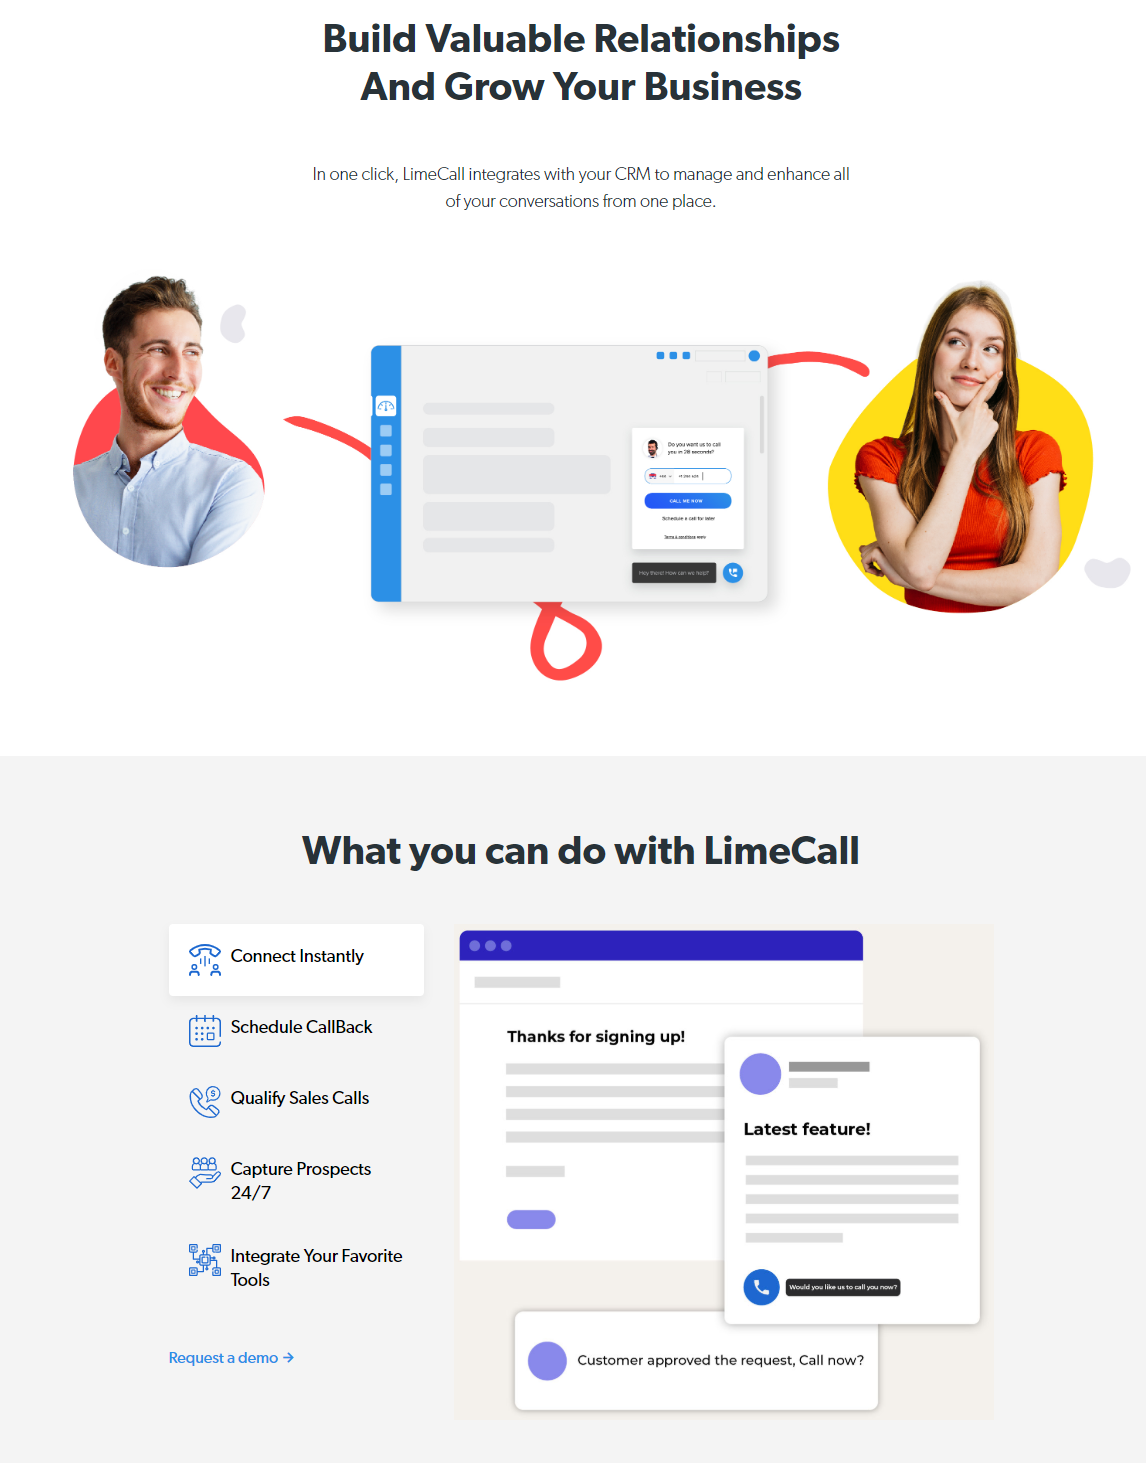 Build Valuable Relationships
And Grow Your Business
In one click, LimeCall integrates with your CRM to manage and enhance all
of your conversations from one place.
Do you want us to call
you in 28 seconds?
CALL ME NOW
Schedule a call for later
Terms & conditions apply
Hey there! How can we help?
What you can do with LimeCall
Connect Instantly
Schedule CallBack
Qualify Sales Calls
Capture Prospects
24/7
Integrate Your Favorite
Tools
Request a demo →
Thanks for signing up!
Latest feature!
Would you like us to call you now?
Customer approved the request, Call now?